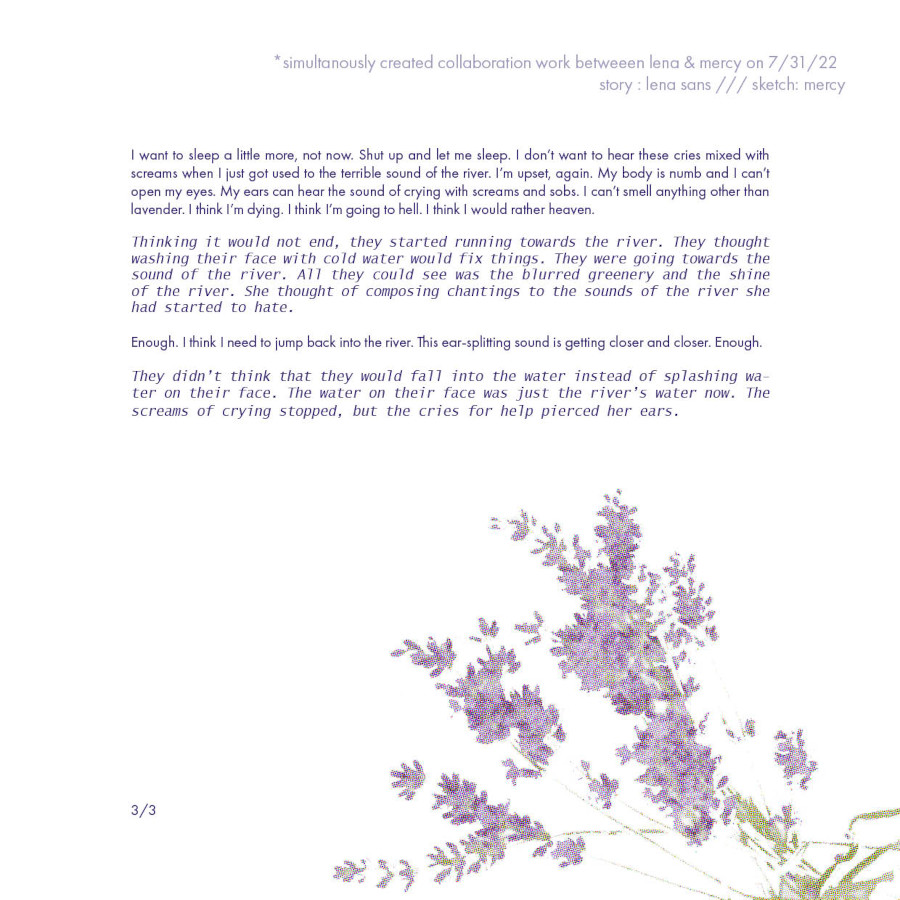 *simultanously created collaboration work betweeen lena & mercy on 7/31/22
story : lena sans /// sketch: mercy
I want to sleep a little more, not now. Shut up and let me sleep. I don't want to hear these cries mixed with
screams when I just got used to the terrible sound of the river. I'm upset, again. My body is numb and I can't
open my eyes. My ears can hear the sound of crying with screams and sobs. I can't smell anything other than
lavender. I think I'm dying. I think I'm going to hell. I think I would rather heaven.
Thinking it would not end, they started running towards the river. They thought
washing their face with cold water would fix things. They were going towards the
sound of the river. All they could see was the blurred greenery and the shine
of the river. She thought of composing chantings to the sounds of the river she
had started to hate.
Enough. I think I need to jump back into the river. This ear-splitting sound is getting closer and closer. Enough.
They didn't think that they would fall into the water instead of splashing wa-
ter on their face. The water on their face was just the river's water now. The
screams of crying stopped, but the cries for help pierced her ears.
3/3